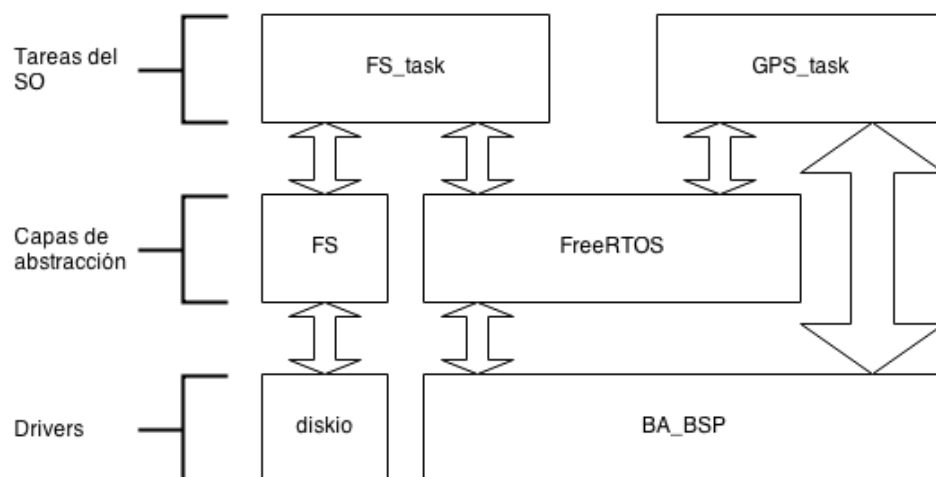 Tareas del
SO
FS_task
GPS_task
Capas de
abstracción
FS
FreeRTOS
Drivers
diskio
BA_BSP